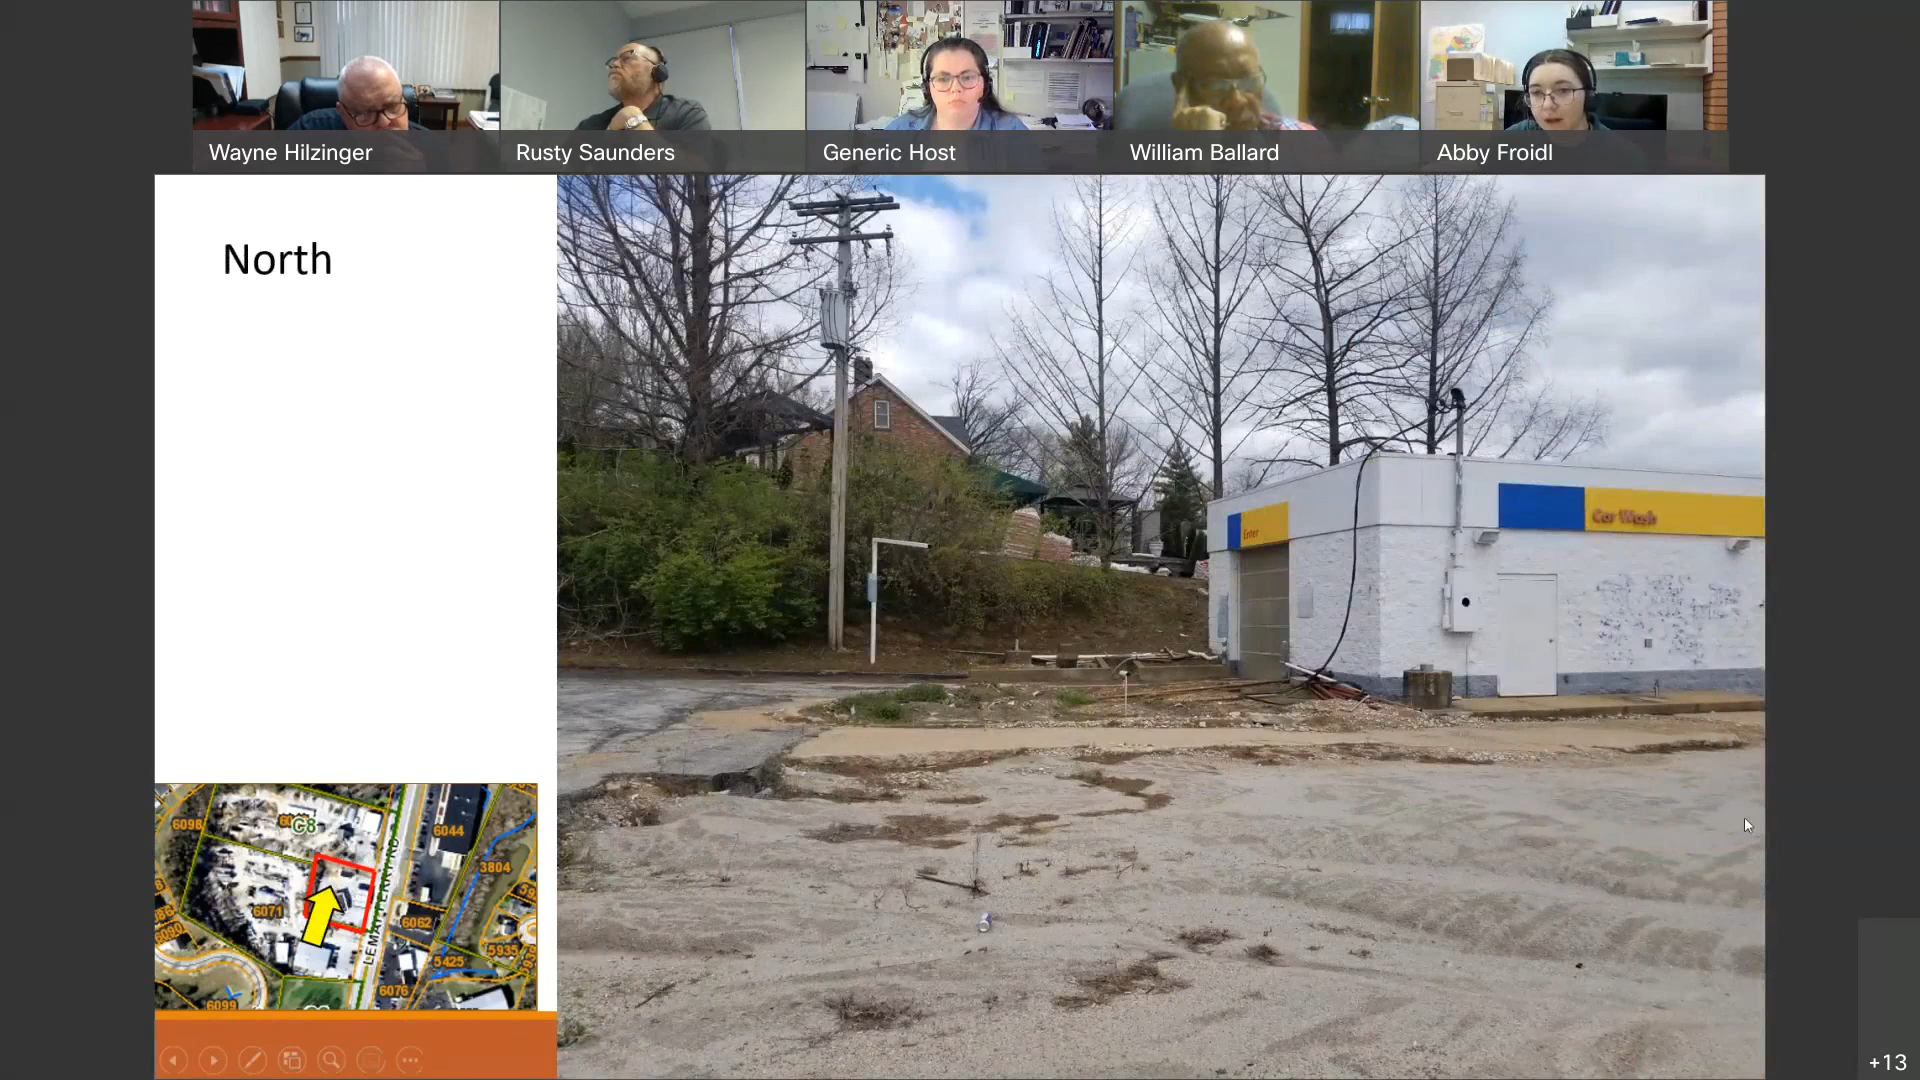 Wayne Hilzinger
Rusty Saunders
Generic Host
William Ballard
Abby Froidl
North
Enter
Car Wash
6098
C8
6044
3804
6071
6062
5935
5425
6090
6076
6099
+13